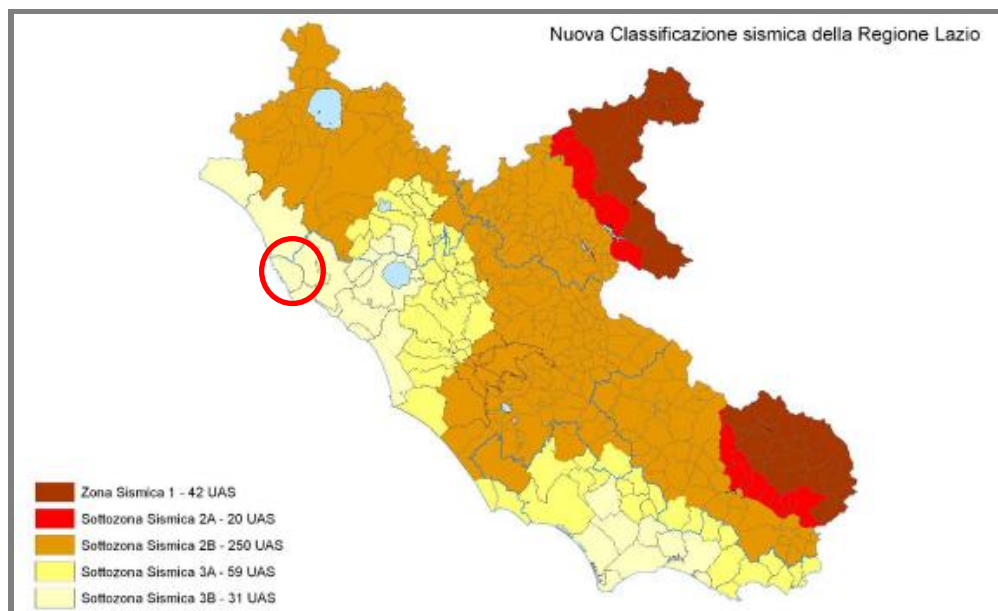 Nuova Classificazione sismica della Regione Lazio
Zona Sismica 1 - 42 UAS
Sottozona Sismica 2A - 20 UAS
Sottozona Sismica 2B - 250 UAS
Sottozona Sismica 3A - 59 UAS
Sottozona Sismica 3B - 31 UAS